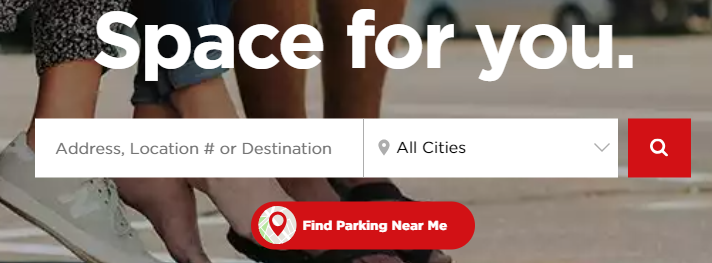 Space for you.
Address, Location # or Destination
All Cities
Find Parking Near Me